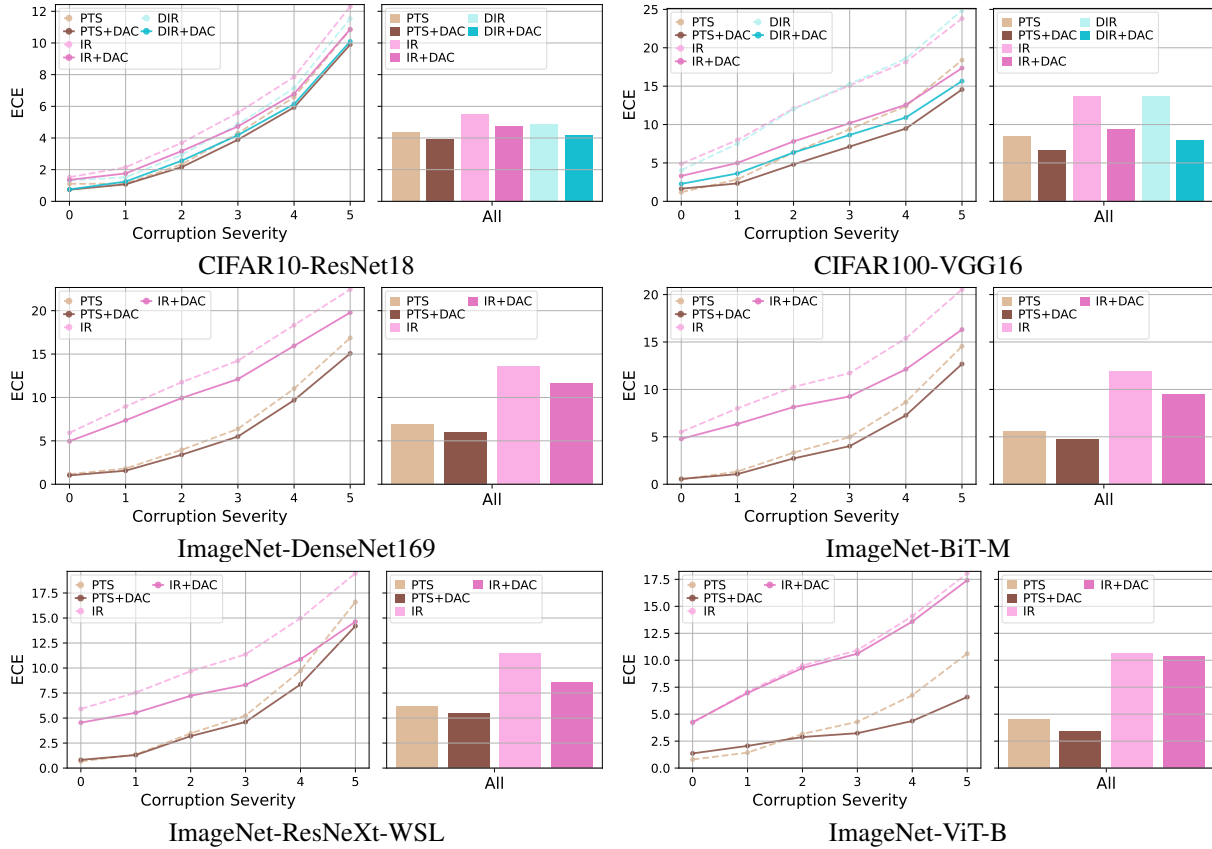 PTS
PTS+DAC
IR
IR+DAC
DIR
DIR+DAC
PTS
PTS+DAC
IR
IR+DAC
DIR
DIR+DAC
ECE
12
10
8
6
4
2
0
0 1 2 3 4 5
Corruption Severity
All
CIFAR10-ResNet18
PTS
PTS+DAC
IR
IR+DAC
DIR
DIR+DAC
PTS
PTS+DAC
IR
IR+DAC
DIR
DIR+DAC
ECE
25
20
15
10
5
0
0 1 2 3 4 5
Corruption Severity
All
CIFAR100-VGG16
PTS
PTS+DAC
IR
IR+DAC
PTS
PTS+DAC
IR
IR+DAC
ECE
20
15
10
5
0
0 1 2 3 4 5
Corruption Severity
All
ImageNet-DenseNet169
PTS
PTS+DAC
IR
IR+DAC
PTS
PTS+DAC
IR
IR+DAC
ECE
20
15
10
5
0
0 1 2 3 4 5
Corruption Severity
All
ImageNet-BiT-M
PTS
PTS+DAC
IR
IR+DAC
PTS
PTS+DAC
IR
IR+DAC
ECE
17.5
15.0
12.5
10.0
7.5
5.0
2.5
0.0
0 1 2 3 4 5
Corruption Severity
All
ImageNet-ResNeXt-WSL
PTS
PTS+DAC
IR
IR+DAC
PTS
PTS+DAC
IR
IR+DAC
ECE
17.5
15.0
12.5
10.0
7.5
5.0
2.5
0.0
0 1 2 3 4 5
Corruption Severity
All
ImageNet-ViT-B